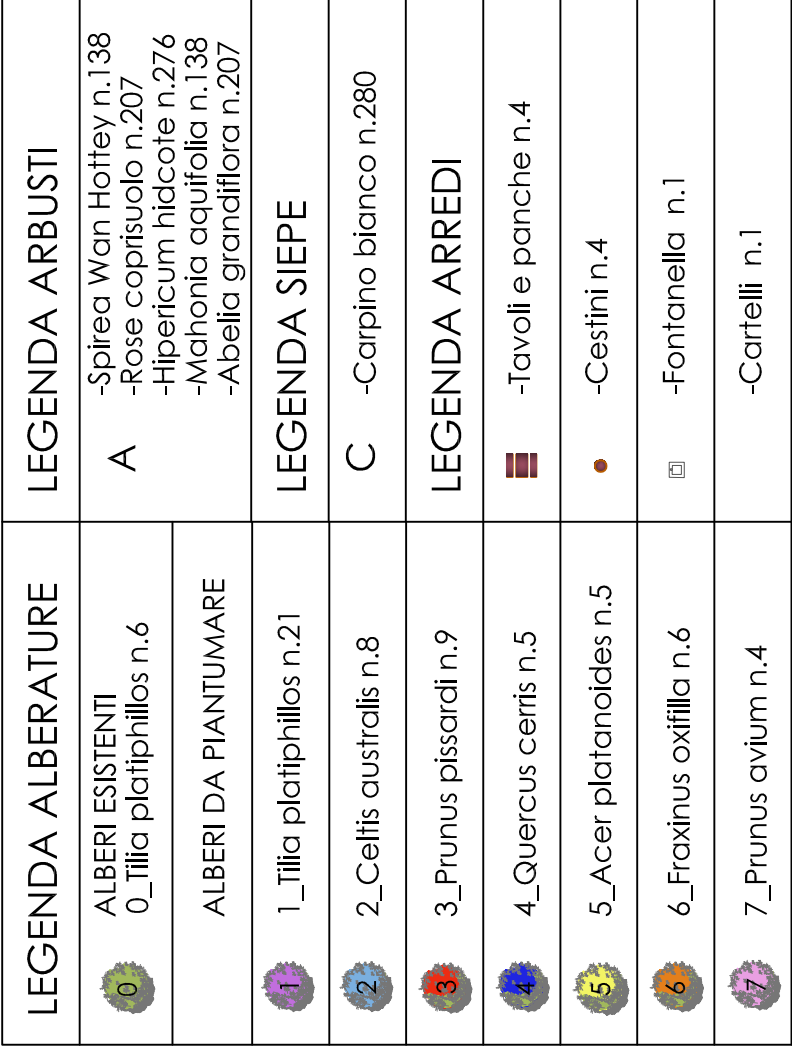 LEGENDA ALBERATURE
ALBERI ESISTENTI
0 0_Tilia platiphillos n.6
ALBERI DA PIANTUMARE
1 1_Tilia platiphillos n.21
2 2_Celtis australis n.8
3 3_Prunus pissardi n.9
4 4_Quercus cerris n.5
5 5_Acer platanoides n.5
6 6_Fraxinus oxifilla n.6
7 7_Prunus avium n.4
LEGENDA ARBUSTI
A
-Spirea Wan Hottey n.138
-Rose coprisuolo n.207
-Hipericum hidcote n.276
-Mahonia aquifolia n.138
-Abelia grandiflora n.207
LEGENDA SIEPE
C -Carpino bianco n.280
LEGENDA ARREDI
-Tavoli e panche n.4
-Cestini n.4
-Fontanella n.1
-Cartelli n.1